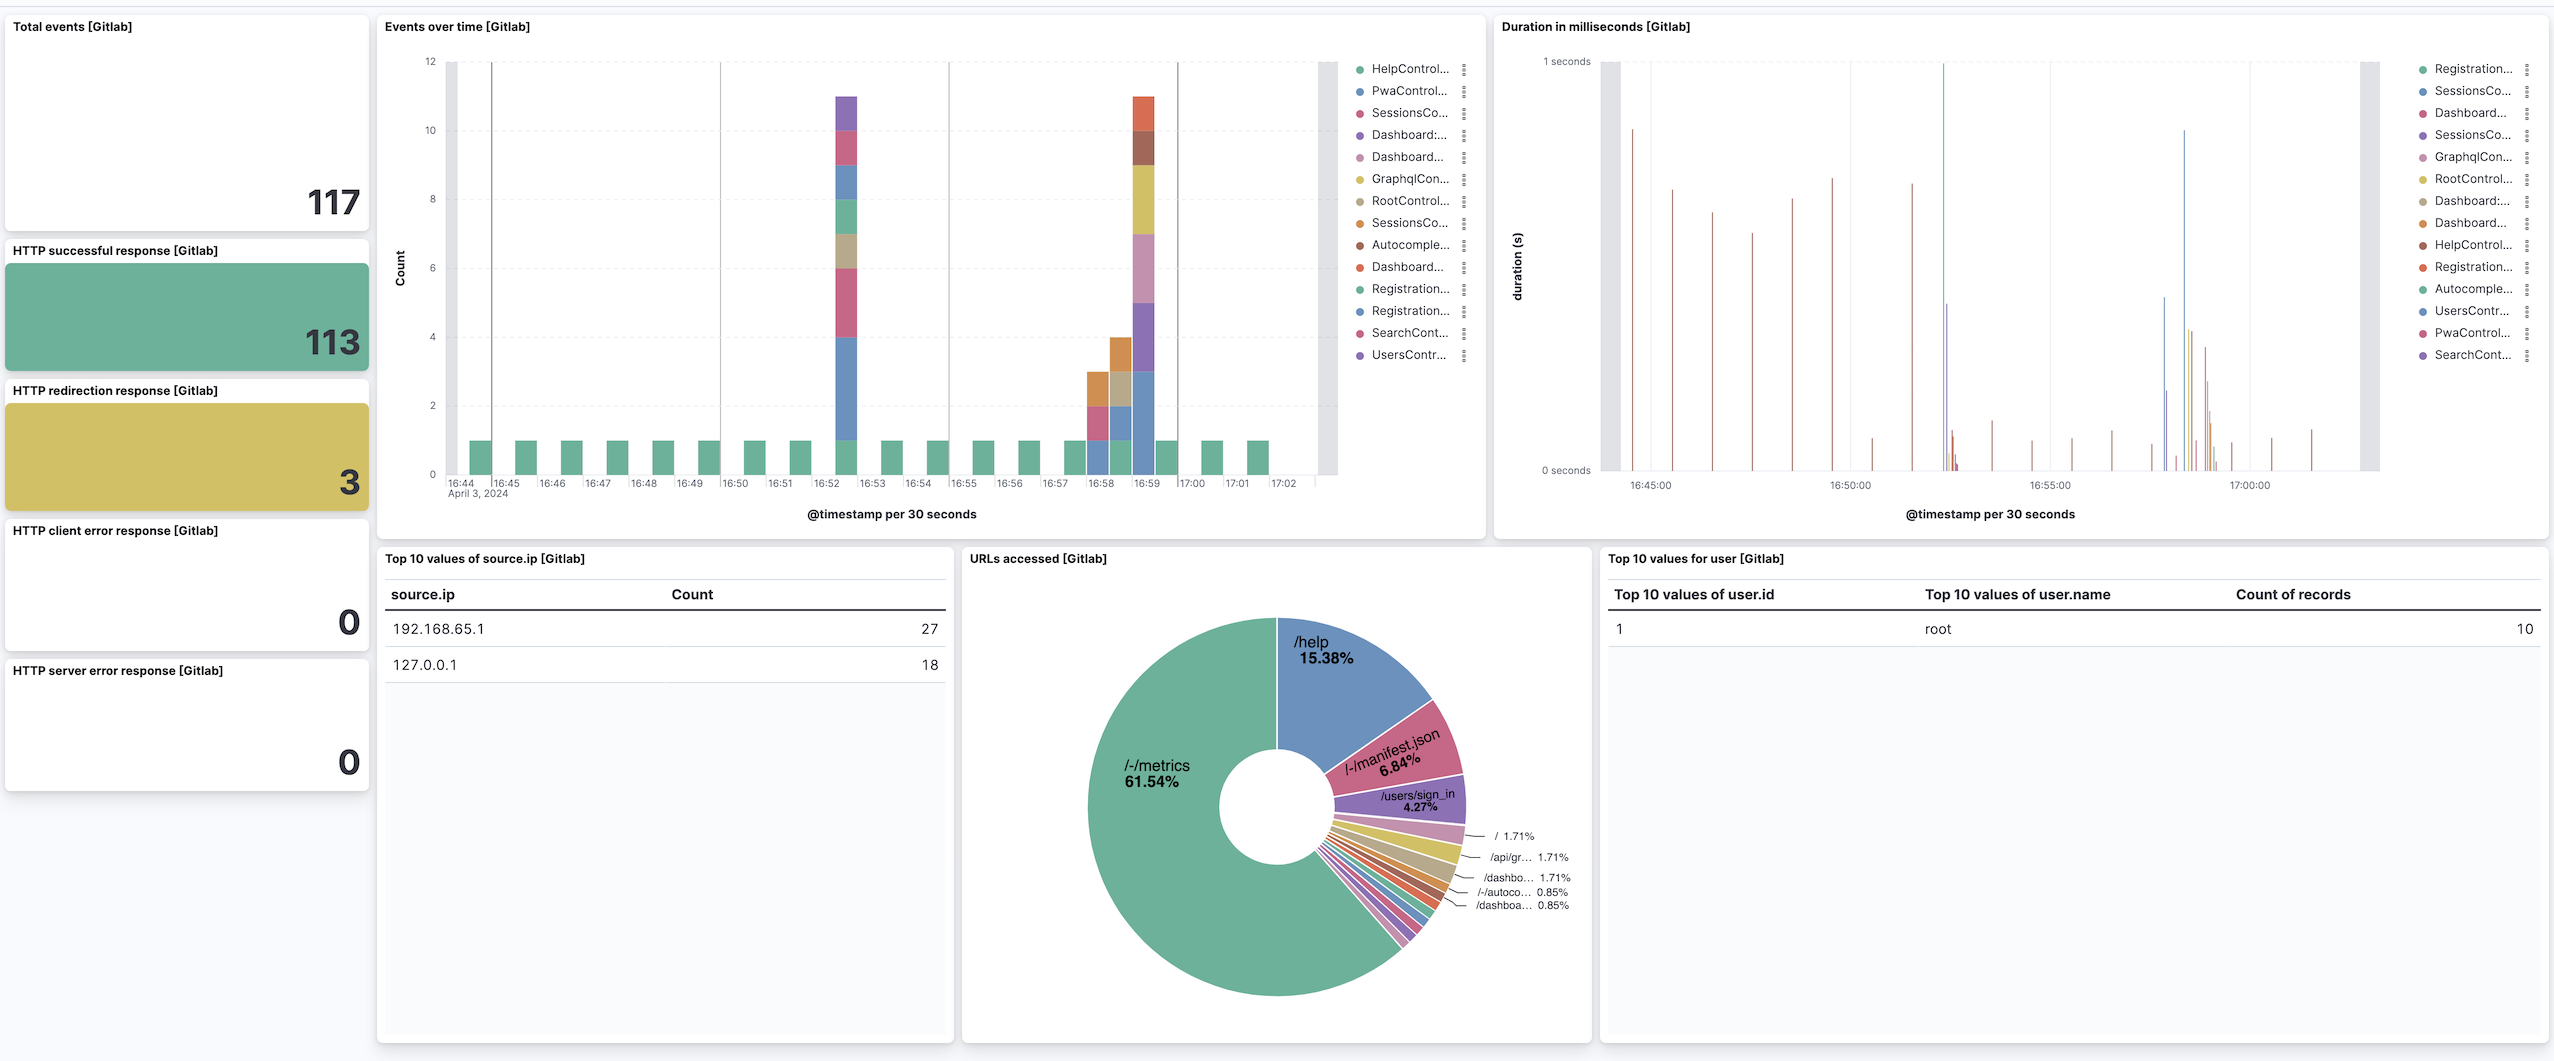 Total events [Gitlab]
117
HTTP successful response [Gitlab]
113
HTTP redirection response [Gitlab]
3
HTTP client error response [Gitlab]
0
HTTP server error response [Gitlab]
0
Events over time [Gitlab]
Count
12
10
8
6
4
2
0
16:44 16:45 16:46 16:47 16:48 16:49 16:50 16:51 16:52 16:53 16:54 16:55 16:56 16:57 16:58 16:59 17:00 17:01 17:02
April 3, 2024
@timestamp per 30 seconds
HelpControl...
PwaControl...
SessionsCo...
Dashboard:...
Dashboard...
GraphqlCon...
RootControl...
SessionsCo...
Autocomple...
Dashboard...
Registration...
Registration...
SearchCont...
UsersContr...
Duration in milliseconds [Gitlab]
duration (s)
1 seconds
0 seconds
16:45:00 16:50:00 16:55:00 17:00:00
@timestamp per 30 seconds
Registration...
SessionsCo...
Dashboard...
SessionsCo...
GraphqlCon...
RootControl...
Dashboard:...
Dashboard...
HelpControl...
Registration...
Autocomple...
UsersContr...
PwaControl...
SearchCont...
Top 10 values of source.ip [Gitlab]
source.ip Count
192.168.65.1 27
127.0.0.1 18
URLs accessed [Gitlab]
/help
15.38%
/-/manifest.json
6.84%
/users/sign_in
4.27%
/ 1.71%
/api/gr... 1.71%
/dashbo... 1.71%
/-/autoco... 0.85%
/dashboa... 0.85%
/-/metrics
61.54%
Top 10 values for user [Gitlab]
Top 10 values of user.id Top 10 values of user.name Count of records
1 root 10